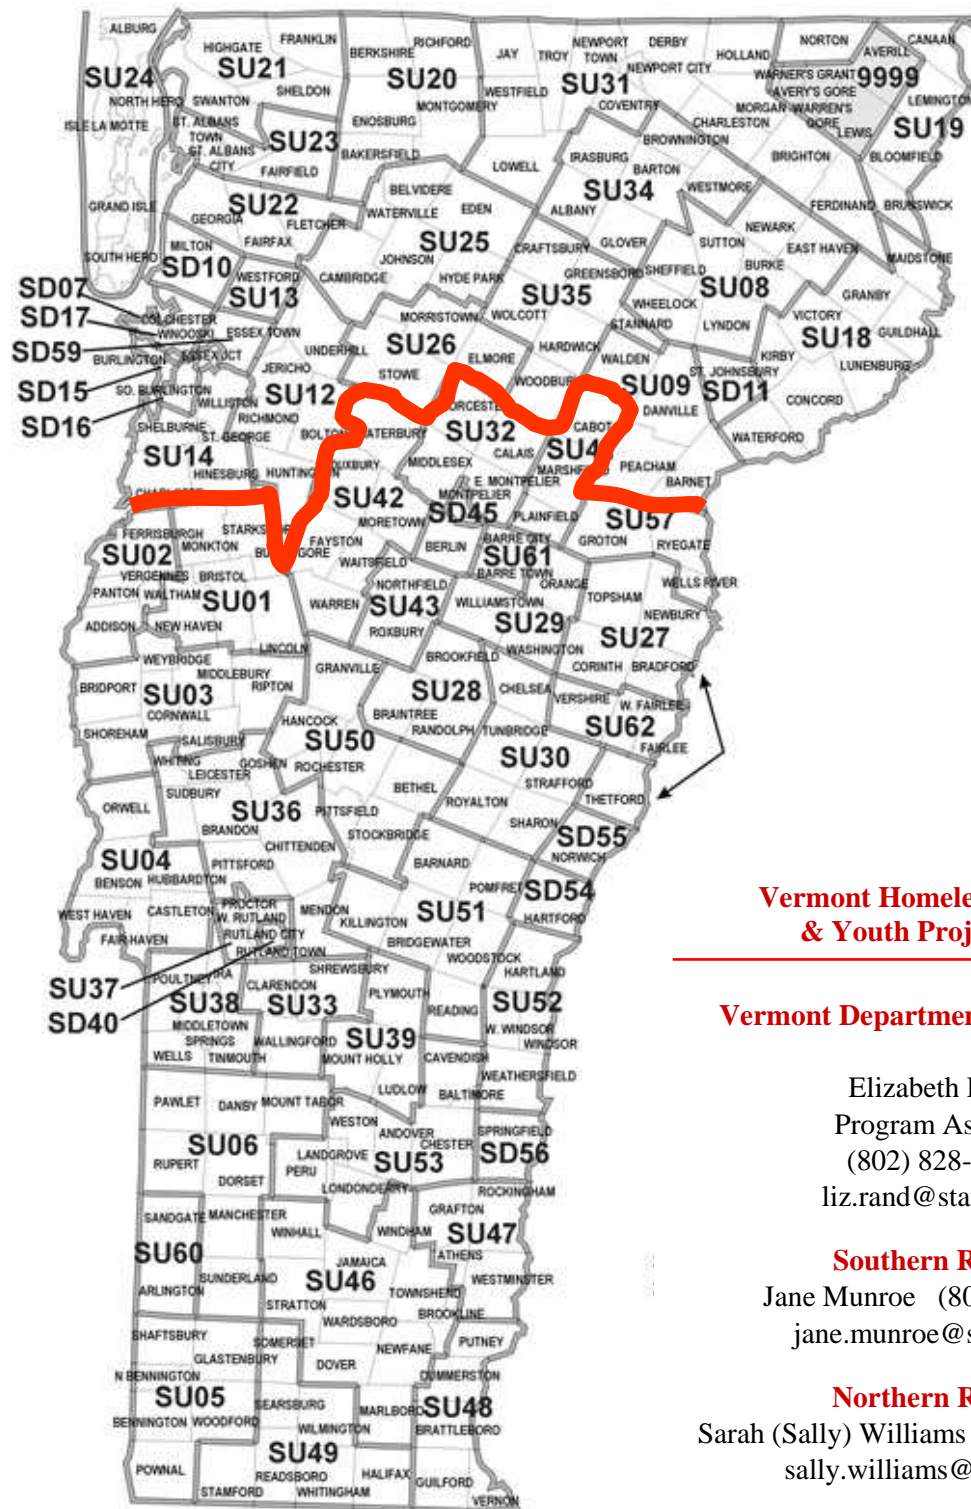 ALBURG
HIGHGATE
FRANKLIN
BERKSHIRE
RICHFORD
JAY
TROY
NEWPORT TOWN
DERBY
NEWPORT CITY
HOLLAND
NORTON
AVERILL
CANAAN
SU24
SU21
SU20
SU31
WARNER'S GRANT
9999
AVERY'S GORE
LEMINGTON
NORTH HERO
SWANTON
SHELDON
MONTGOMERY
WESTFIELD
COVENTRY
MORGAN
WARREN'S GORE
CHARLESTON
LEWIS
SU19
ISLE LA MOTTE
ST. ALBANS TOWN
ST. ALBANS CITY
SU23
ENOSBURG
BAKERSFIELD
FAIRFIELD
LOWELL
IRASBURG
BROWNINGTON
BARTON
BRIGHTON
BLOOMFIELD
BELVIDERE
EDEN
SU34
WESTMORE
FERDINAND
BRUNSWICK
GRAND ISLE
SU22
GEORGIA
FLETCHER
WATERVILLE
ALBANY
NEWARK
SOUTH HERO
MILTON
FAIRFAX
SU25
JOHNSON
CRAFTSBURY
GLOVER
SUTTON
EAST HAVEN
MAIDSTONE
SD10
WESTFORD
CAMBRIDGE
HYDE PARK
GREENSBORO
SHEFFIELD
BURKE
SD07
SU13
SU35
SU08
GRANBY
SD17
COLCHESTER
WINOOSKI
ESSEX TOWN
MORRISTOWN
WOLCOTT
WHEELOCK
STANNARD
LYNDON
VICTORY
SU18
GUILDHALL
SD59
BURLINGTON
ESSEX JCT
UNDERHILL
SU26
ELMORE
HARDWICK
WALDEN
KIRBY
LUNENBURG
SD15
JERICHO
STOWE
WOODBURY
SU09
ST. JOHNSBURY
SD11
CONCORD
SO. BURLINGTON
WILLISTON
SU12
SD16
SHELBURNE
RICHMOND
DANVILLE
ST. GEORGE
BOLTON
SU32
CABOT
WATERFORD
SU14
HINESBURG
HUNTINGTON
MIDDLESEX
CALAIS
PEACHAM
BARNET
SU42
E. MONTPELIER
MONTPELIER
SD45
PLAINFIELD
SU57
FERRISBURGH
MORETOWN
BARRE CITY
GROTON
RYEGATE
SU02
MONKTON
FAYSTON
BERLIN
SU61
VERGENNES
BRISTOL
WAITSFIELD
BARRE TOWN
PANTON
WALTHAM
SU01
NORTHFIELD
ORANGE
WELLS RIVER
WARREN
SU43
WILLIAMSTOWN
TOPSHAM
NEWBURY
ADDISON
NEW HAVEN
ROXBURY
SU29
SU27
LINCOLN
WASHINGTON
WEYBRIDGE
GRANVILLE
BROOKFIELD
CORINTH
BRADFORD
BRIDPORT
MIDDLEBURY
RIPTON
SU28
CHELSEA
VERSHIRE
W. FAIRLEE
SU03
CORNWALL
HANCOCK
BRAINTREE
RANDOLPH
TUNBRIDGE
SU62
FAIRLEE
SHOREHAM
SALISBURY
SU50
SU30
WHITING
LEICESTER
GOSHEN
ROCHESTER
STRAFFORD
THETFORD
ORWELL
SUDBURY
SU36
PITTSFIELD
BETHEL
ROYALTON
SHARON
BRANDON
STOCKBRIDGE
SD55
NORWICH
SU04
PITTSFORD
CHITTENDEN
BARNARD
BENSON
HUBBARDTON
POMFRET
SD54
WEST HAVEN
CASTLETON
PROCTOR
W. RUTLAND
MENDON
KILLINGTON
SU51
HARTFORD
FAIR HAVEN
RUTLAND CITY
RUTLAND TOWN
BRIDGEWATER
WOODSTOCK
SHREWSBURY
HARTLAND
POULTNEY
IRA
CLARENDON
PLYMOUTH
SU37
SU38
SU33
READING
SU52
SD40
MIDDLETOWN SPRINGS
WALLINGFORD
SU39
W. WINDSOR
WINDSOR
WELLS
TINMOUTH
MOUNT HOLLY
CAVENDISH
LUDLOW
WEATHERSFIELD
PAWLET
DANBY
MOUNT TABOR
BALTIMORE
WESTON
ANDOVER
CHESTER
SPRINGFIELD
SU06
LANDGROVE
SU53
SD56
RUPERT
PERU
DORSET
LONDONDERRY
ROCKINGHAM
SANDGATE
MANCHESTER
GRAFTON
WINHALL
WINDHAM
SU47
SU60
JAMAICA
ATHENS
SUNDERLAND
SU46
WESTMINSTER
ARLINGTON
TOWNSHEND
STRATTON
WARDSBORO
BROOKLINE
SHAFTSBURY
SOMERSET
NEWFANE
PUTNEY
GLASTENBURY
DOVER
DUMMERSTON
N BENNINGTON
SU05
SEARSBURG
MARLBORO
SU48
BENNINGTON
WOODFORD
WILMINGTON
BRATTLEBORO
SU49
POWNAL
READSBORO
HALIFAX
GUILFORD
STAMFORD
WHITINGHAM
VERNON
Vermont Homele
& Youth Proj
Vermont Departmen
Elizabeth
Program As
(802) 828-
liz.rand@sta
Southern R
Jane Munroe (80
jane.munroe@s
Northern R
Sarah (Sally) Williams
sally.williams@